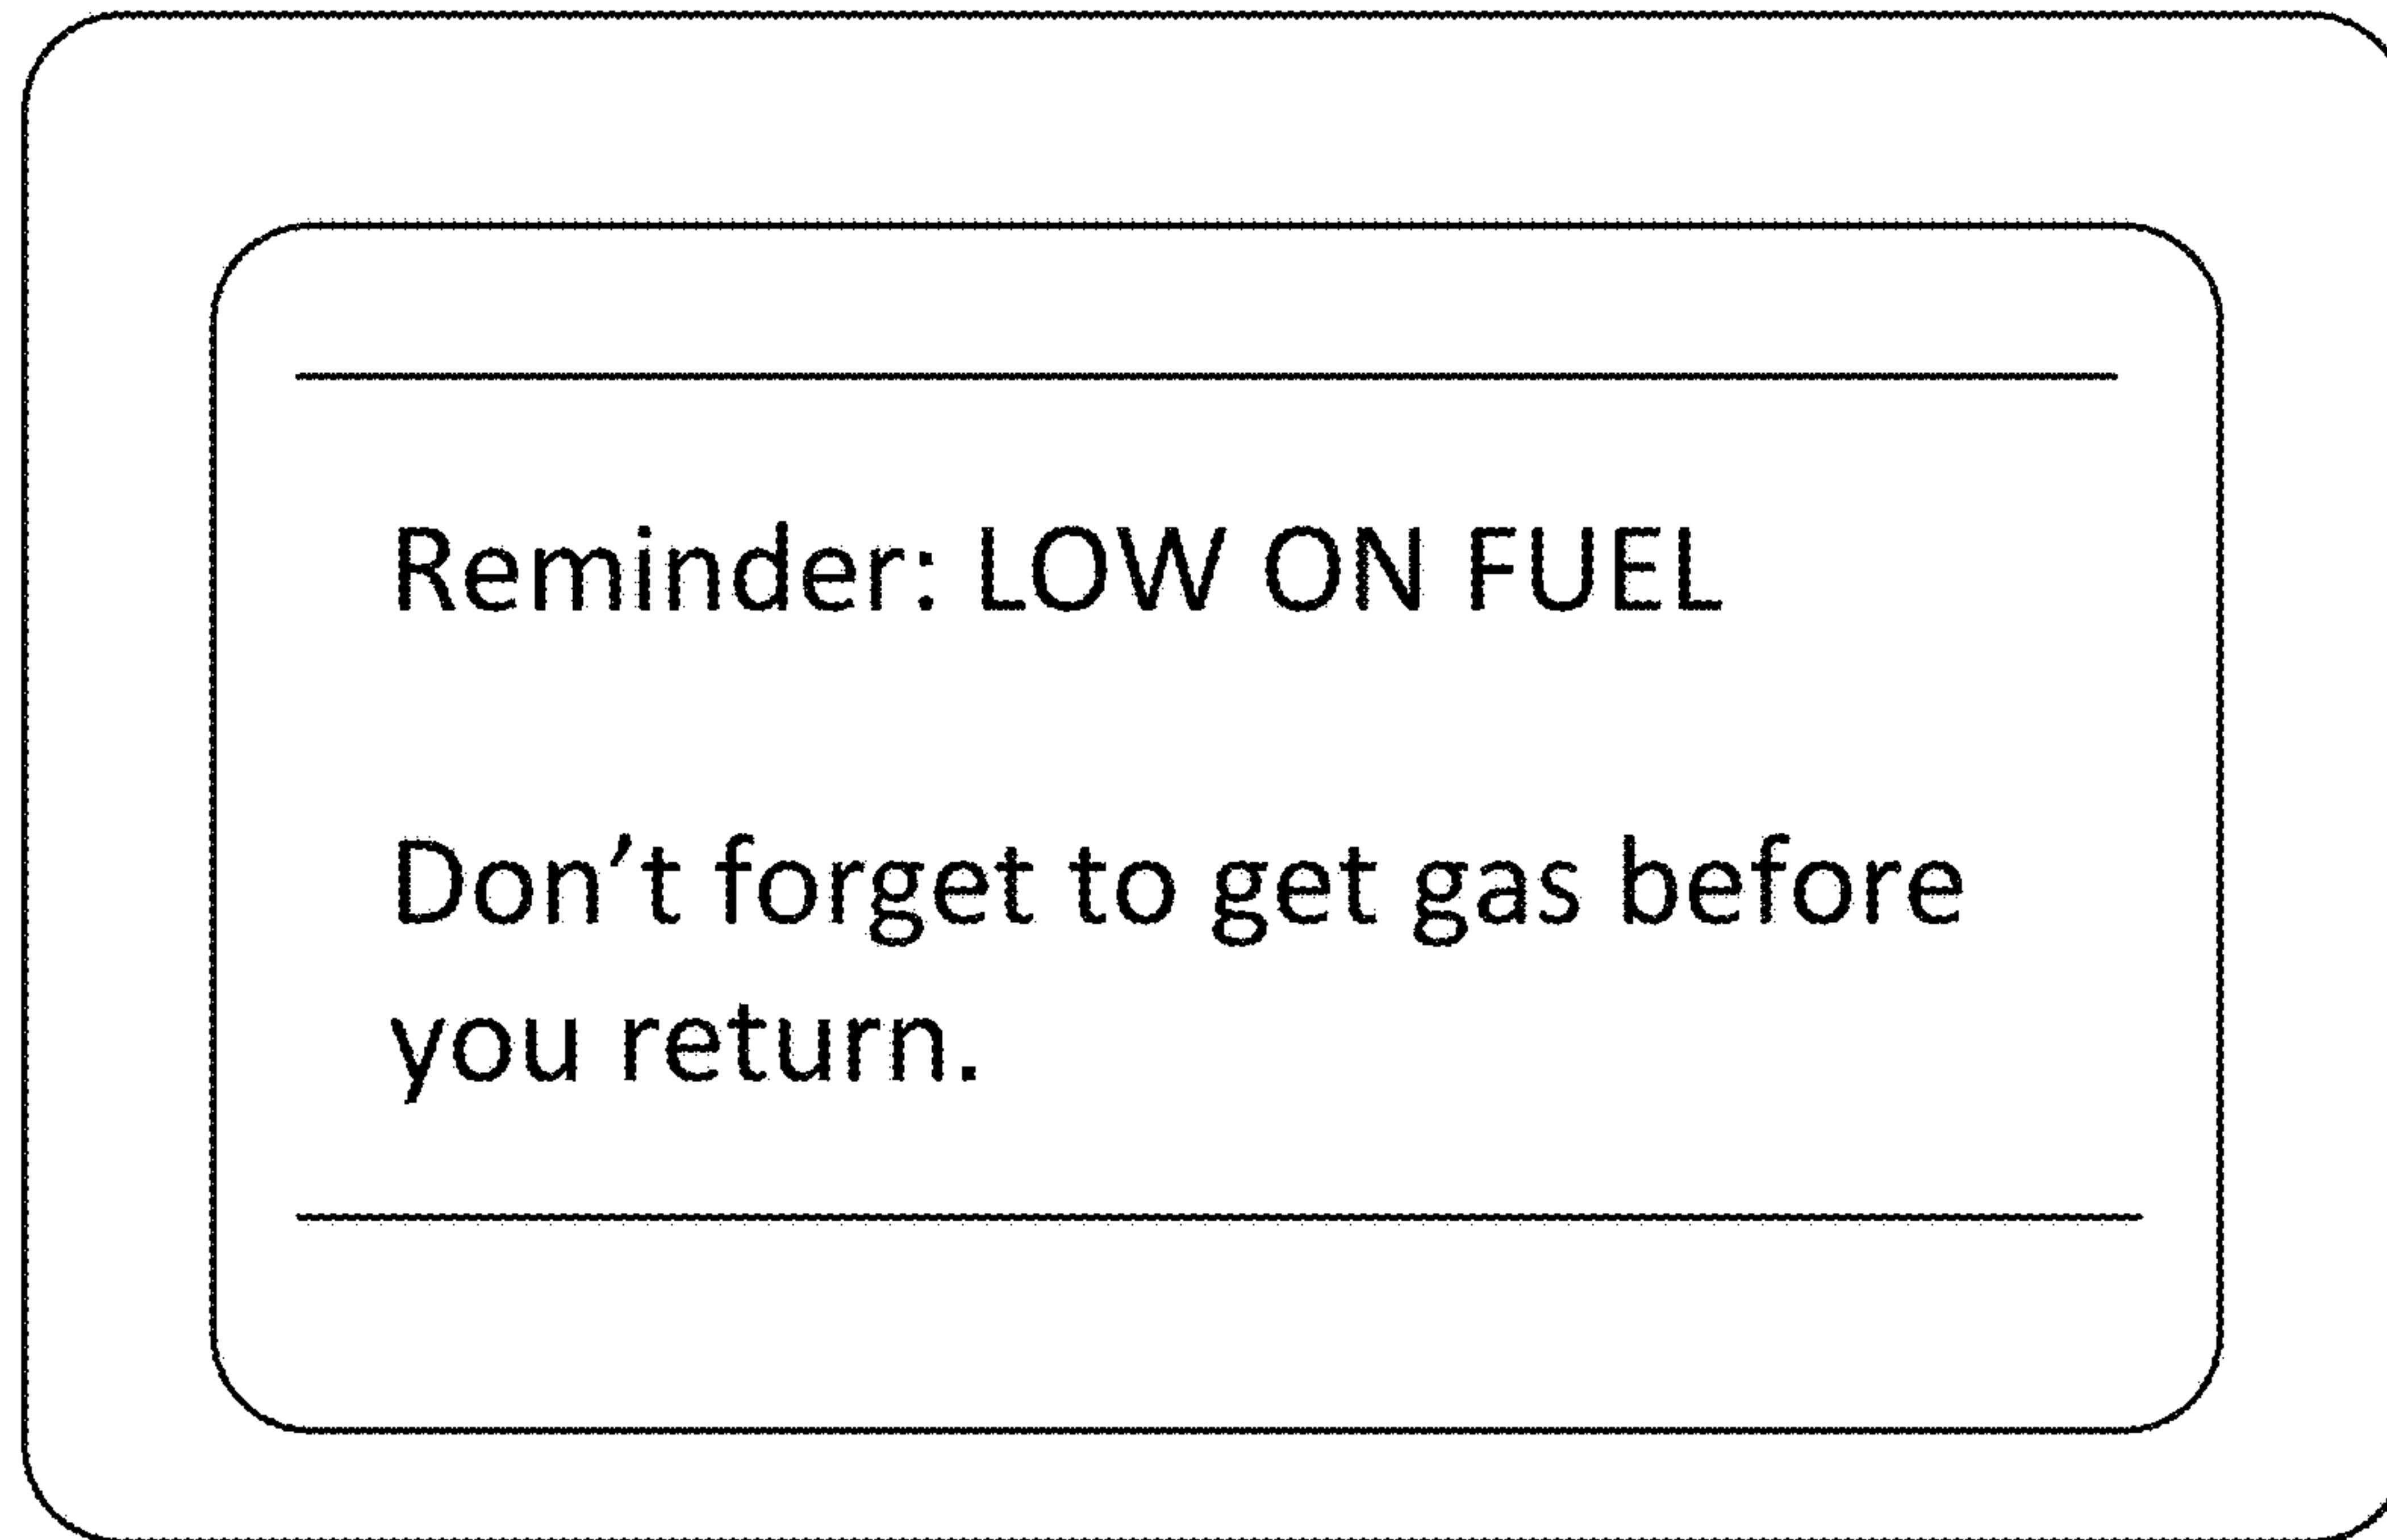 Reminder: LOW ON FUEL
Don’t forget to get gas before
you return.